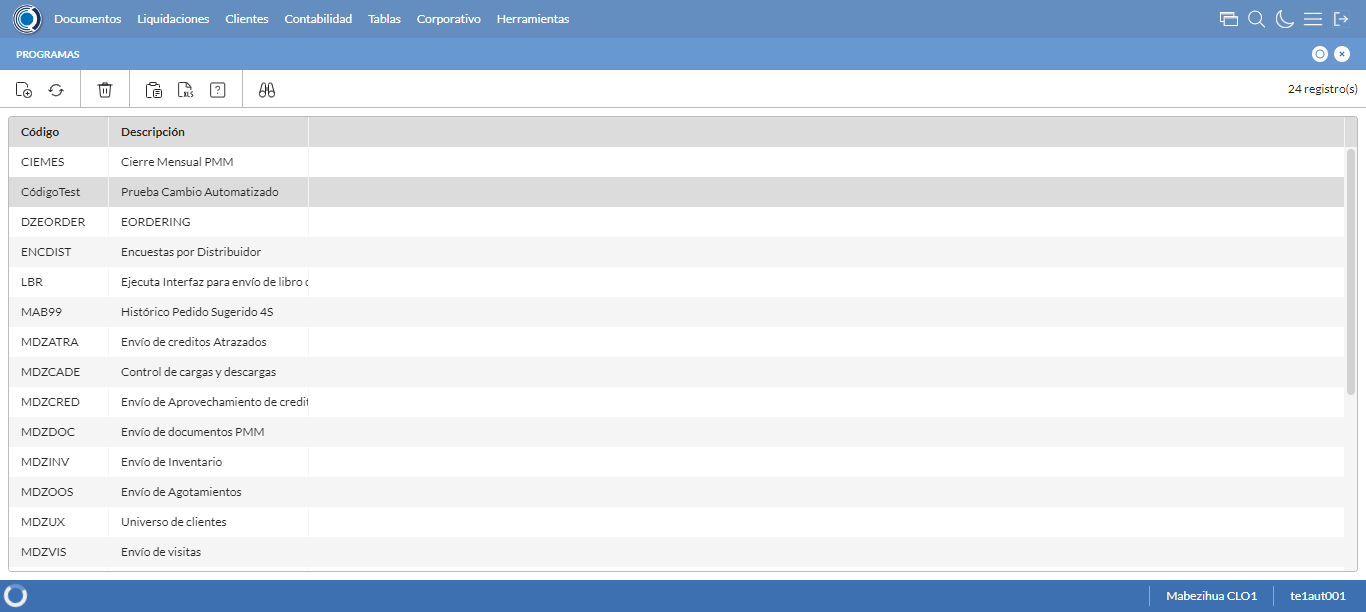 Documentos Liquidaciones Clientes Contabilidad Tablas Corporativo Herramientas
PROGRAMAS
XLS ? 24 registro(s)
Código Descripción
CIEMES Cierre Mensual PMM
CódigoTest Prueba Cambio Automatizado
DZEORDER EORDERING
ENCDIST Encuestas por Distribuidor
LBR Ejecuta Interfaz para envío de libro
MAB99 Histórico Pedido Sugerido 4S
MDZATRA Envío de creditos Atrazados
MDZCADE Control de cargas y descargas
MDZCRED Envío de Aprovechamiento de credit
MDZDOC Envío de documentos PMM
MDZINV Envío de Inventario
MDZOOS Envío de Agotamientos
MDZUX Universo de clientes
MDZVIS Envío de visitas
Mabezihua CLO1 te1aut001